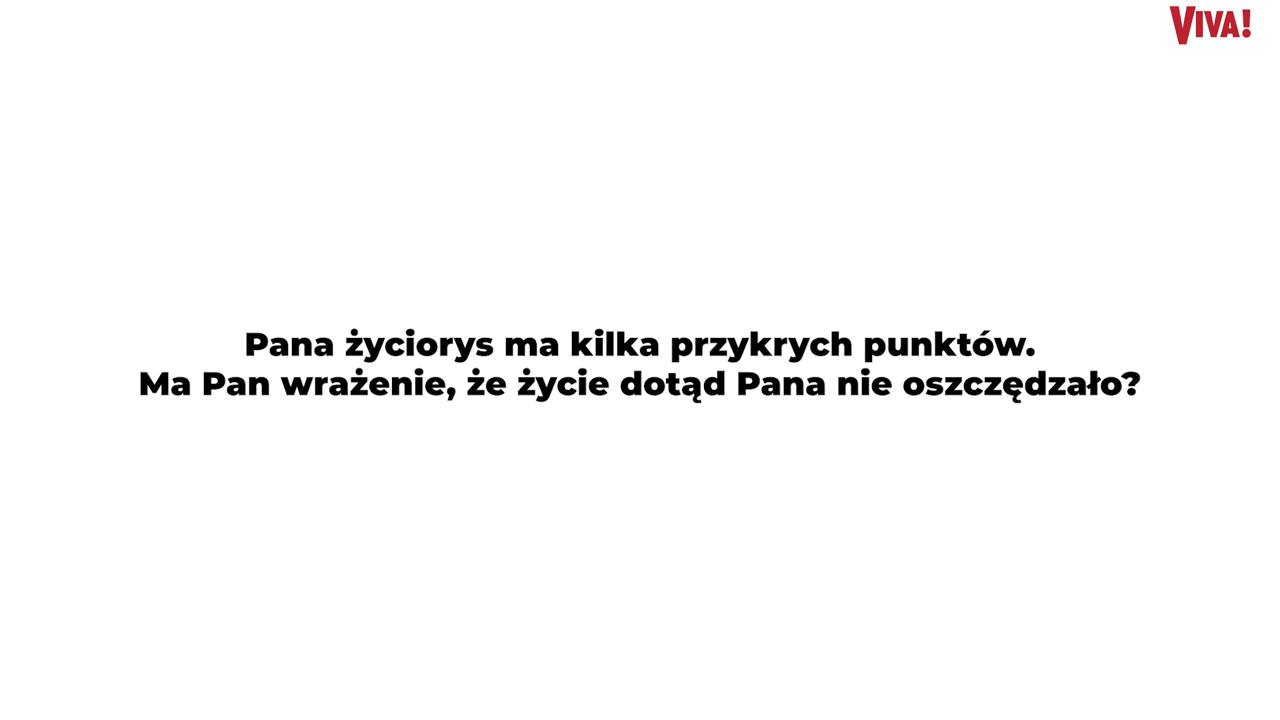 VIVA!
Pana życiorys ma kilka przykrych punktów.
Ma Pan wrażenie, że życie dotąd Pana nie oszczędzało?